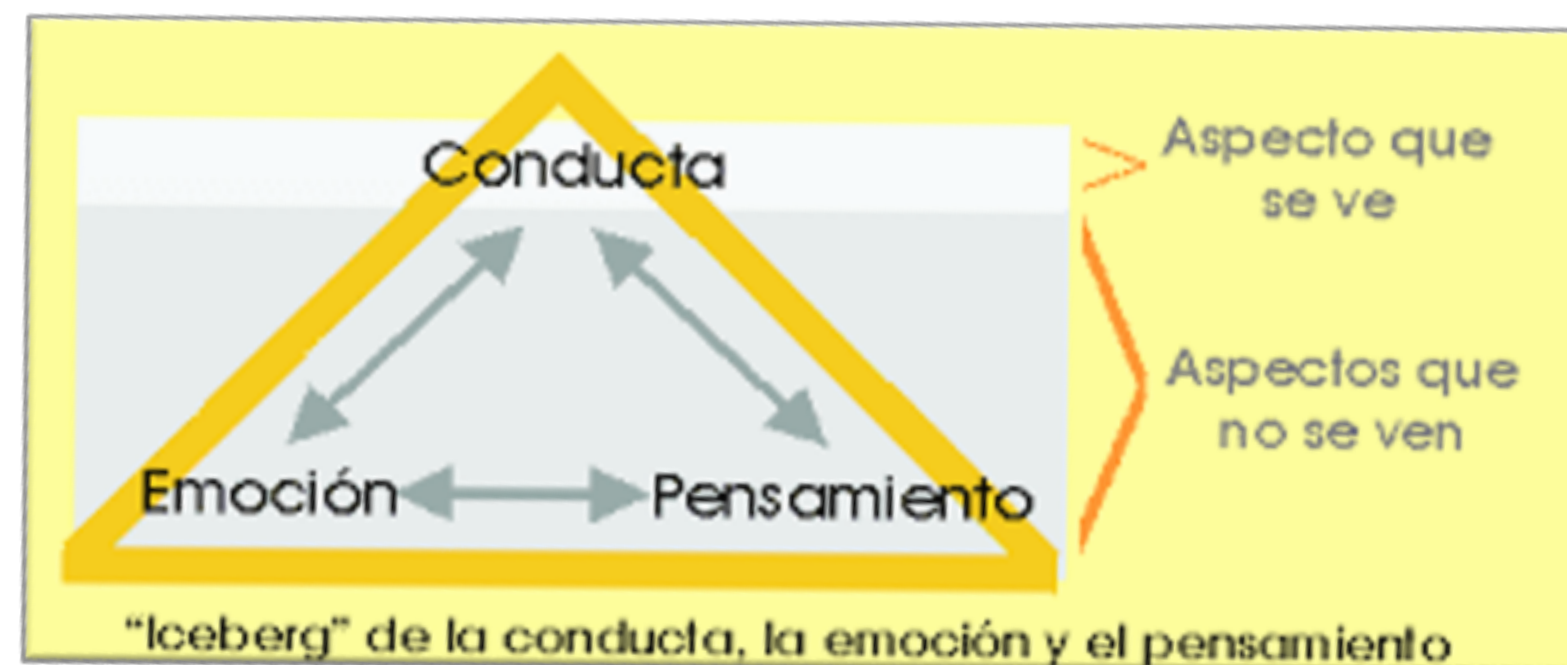 Conducta
Aspecto que
se ve
Aspectos que
no se ven
Emoción
Pensamiento
“Iceberg” de la conducta, la emoción y el pensamiento